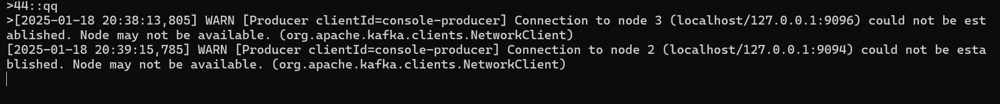 >44::qq
>[2025-01-18 20:38:13,805] WARN [Producer clientId=console-producer] Connection to node 3 (localhost/127.0.0.1:9096) could not be est
ablished. Node may not be available. (org.apache.kafka.clients.NetworkClient)
[2025-01-18 20:39:15,785] WARN [Producer clientId=console-producer] Connection to node 2 (localhost/127.0.0.1:9094) could not be esta
blished. Node may not be available. (org.apache.kafka.clients.NetworkClient)